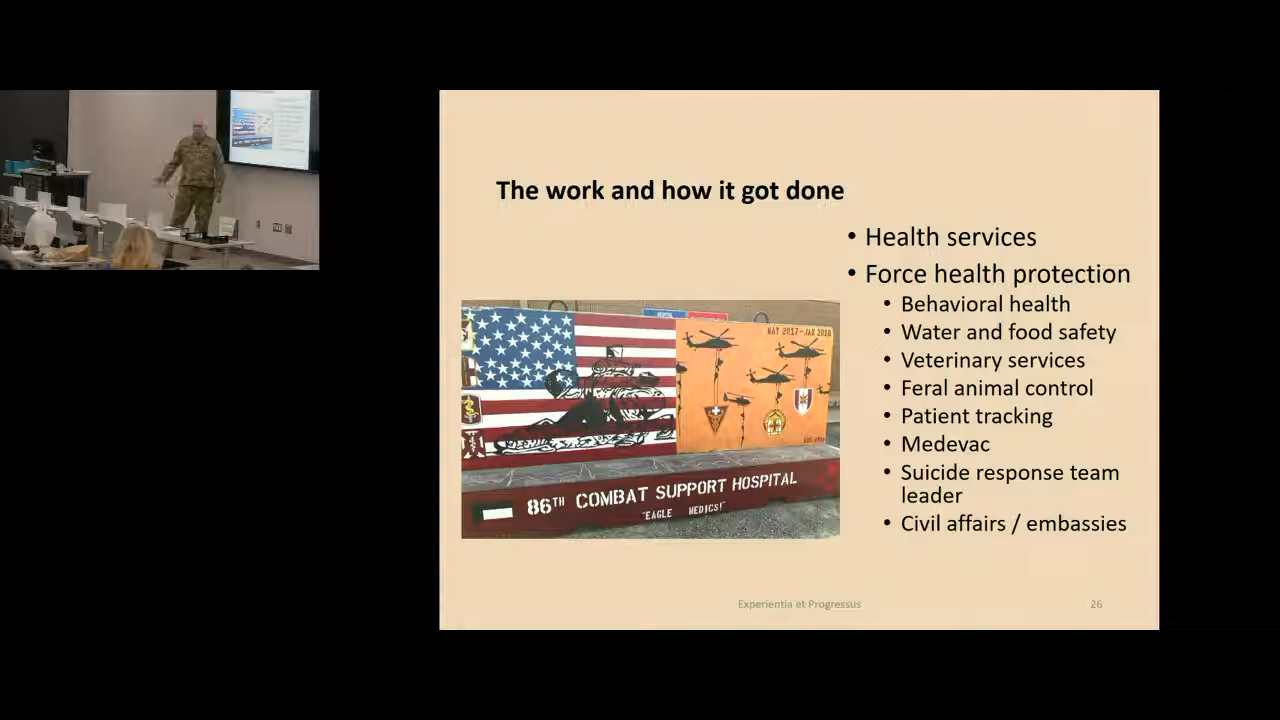 The work and how it got done
• Health services
• Force health protection
• Behavioral health
• Water and food safety
• Veterinary services
• Feral animal control
• Patient tracking
• Medevac
• Suicide response team
leader
• Civil affairs / embassies
MAY 2017-JAN 2018
86TH COMBAT SUPPORT HOSPITAL
"EAGLE MEDICS!"
Experientia et Progressus
26